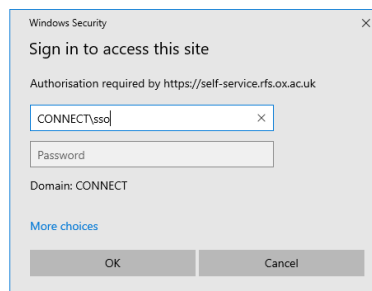 Windows Security
Sign in to access this site
Authorisation required by https://self-service.rfs.ox.ac.uk
CONNECT\sso
Password
Domain: CONNECT
More choices
OK
Cancel